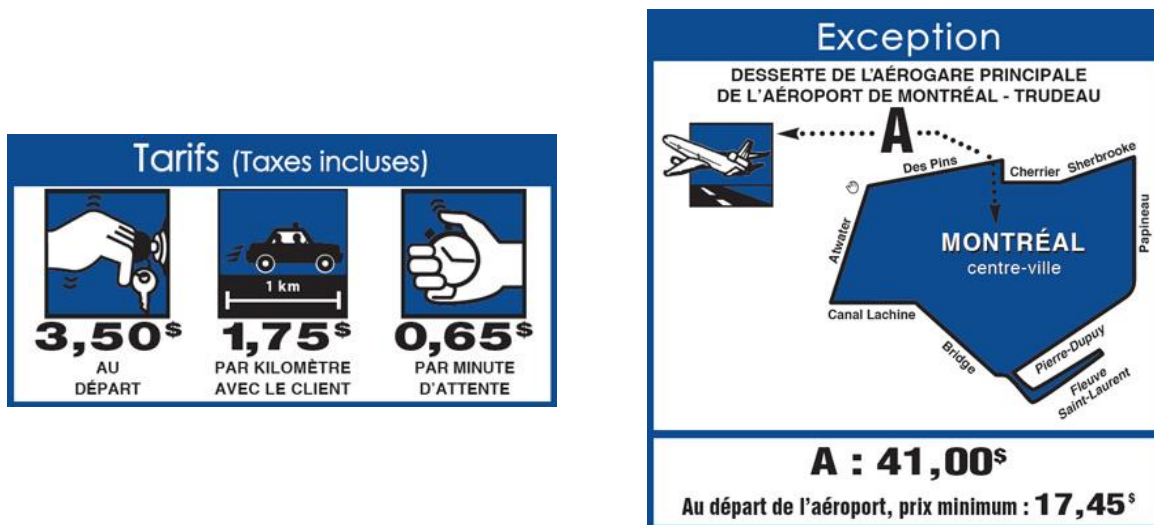 Tarifs (Taxes incluses)
1 km
3,50$
AU
DÉPART
1,75$
PAR KILOMÈTRE
AVEC LE CLIENT
0,65$
PAR MINUTE
D'ATTENTE
Exception
DESSERTE DE L'AÉROGARE PRINCIPALE
DE L'AÉROPORT DE MONTRÉAL - TRUDEAU
A
Des Pins
Cherrier
Sherbrooke
Atwater
Papineau
MONTRÉAL
centre-ville
Canal Lachine
Bridge
Pierre-Dupuy
Fleuve
Saint-Laurent
A : 41,00$
Au départ de l'aéroport, prix minimum : 17,45$